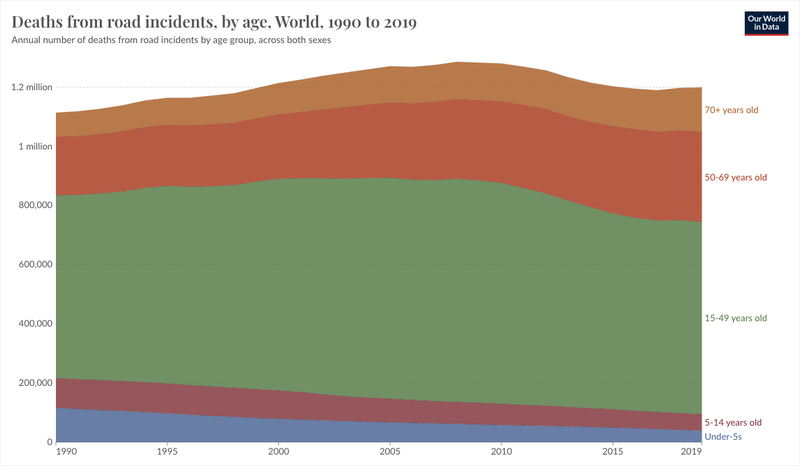 Deaths from road incidents, by age, World, 1990 to 2019
Annual number of deaths from road incidents by age group, across both sexes
Our World
in Data
1.2 million
1 million
800,000
600,000
400,000
200,000
0
70+ years old
50-69 years old
15-49 years old
5-14 years old
Under-5s
1990 1995 2000 2005 2010 2015 2019